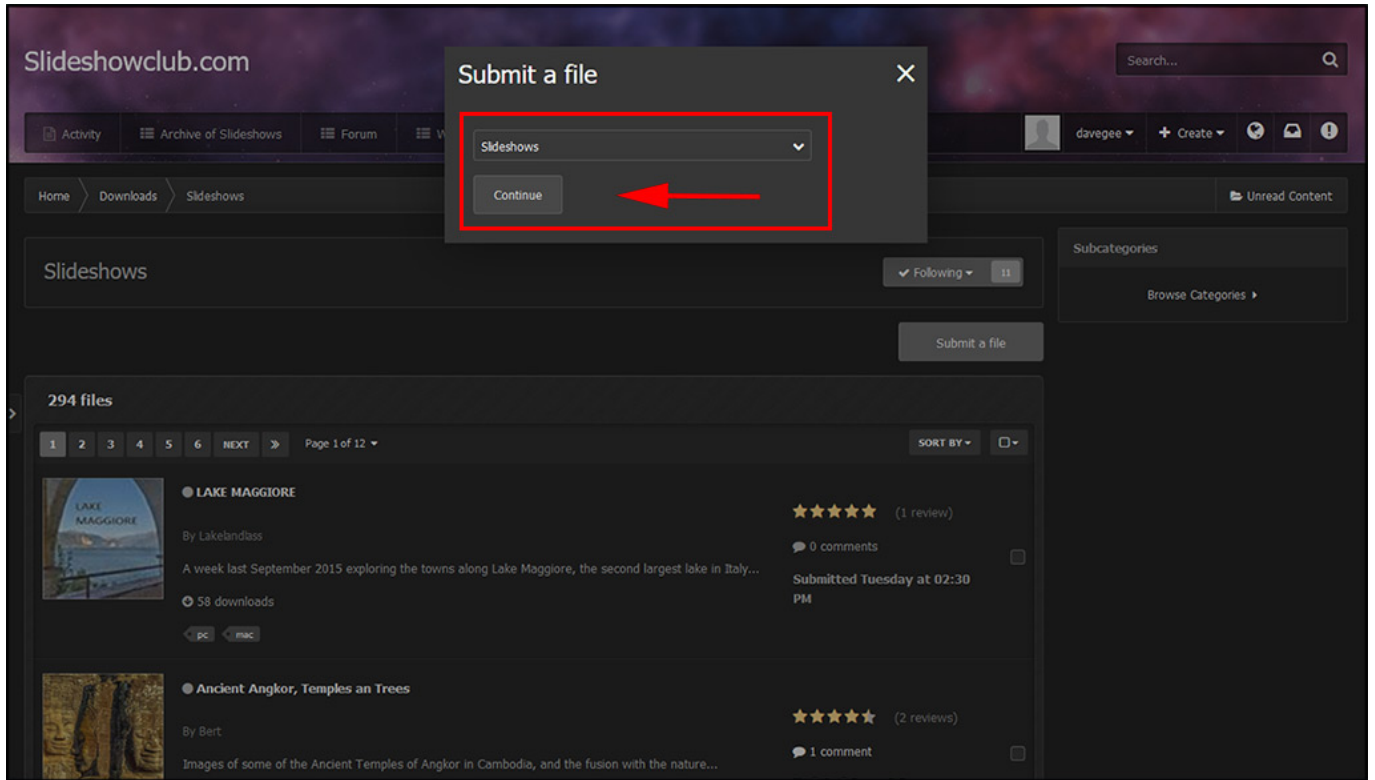 Slideshowclub.com
Submit a file
Search...
Activity
Archive of Slideshows
Forum
W
davegee
Create
Slideshows
Continue
Home
Downloads
Slideshows
Unread Content
Slideshows
Following
11
Subcategories
Browse Categories
Submit a file
294 files
1 2 3 4 5 6 NEXT
Page 1 of 12
SORT BY
LAKE MAGGIORE
LAKE
MAGGIORE
By Lakelandlass
A week last September 2015 exploring the towns along Lake Maggiore, the second largest lake in Italy...
58 downloads
pc mac
(1 review)
0 comments
Submitted Tuesday at 02:30
PM
Ancient Angkor, Temples an Trees
By Bert
Images of some of the Ancient Temples of Angkor in Cambodia, and the fusion with the nature...
(2 reviews)
1 comment